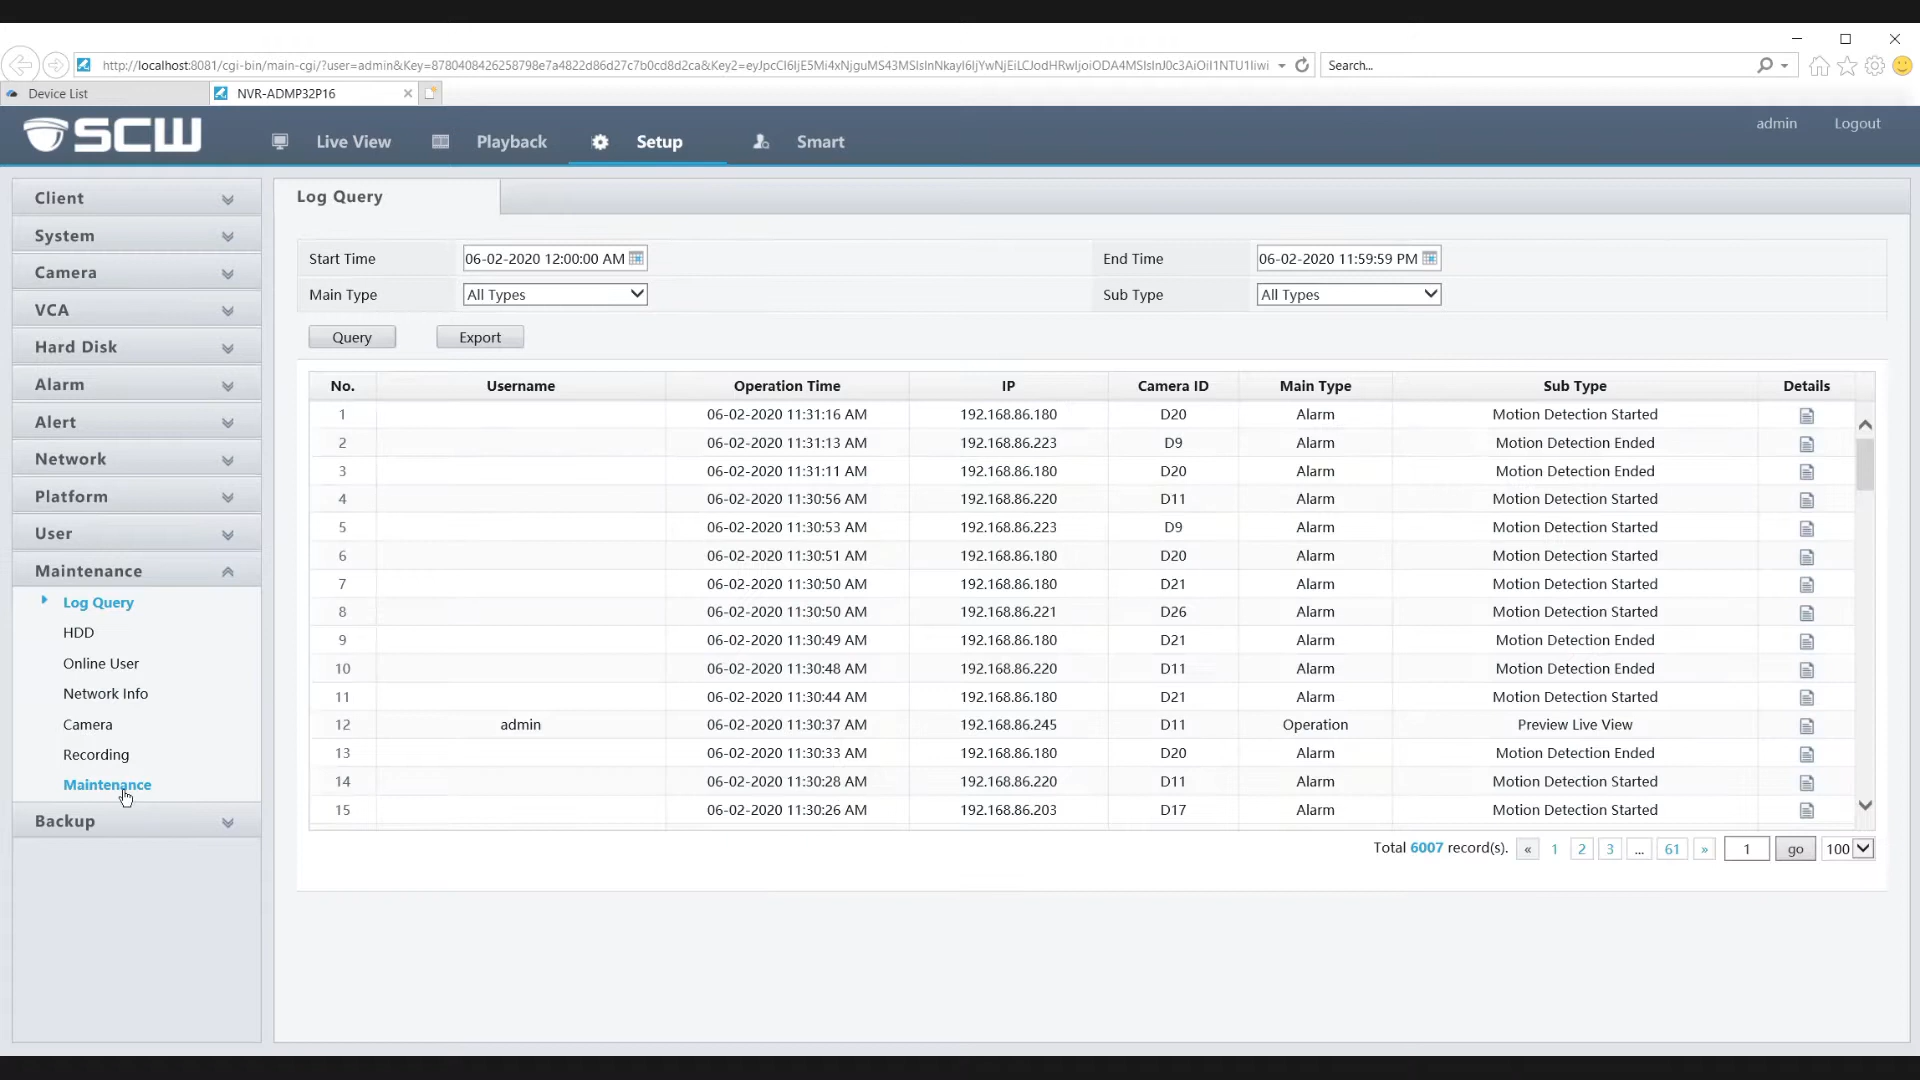 http://localhost:8081/cgi-bin/main-cgi/?user=admin&Key=8780408426258798e7a4822d86d27c7b0cd8d2ca&Key2=
Search...
Device List
NVR-ADMP32P16
SCW
Live View
Playback
Setup
Smart
admin
Logout
Client
System
Camera
VCA
Hard Disk
Alarm
Alert
Network
Platform
User
Maintenance
Log Query
HDD
Online User
Network Info
Camera
Recording
Maintenance
Backup
Log Query
Start Time 06-02-2020 12:00:00 AM End Time 06-02-2020 11:59:59 PM
Main Type All Types Sub Type All Types
Query Export
No. Username Operation Time IP Camera ID Main Type Sub Type Details
1 06-02-2020 11:31:16 AM 192.168.86.180 D20 Alarm Motion Detection Started
2 06-02-2020 11:31:13 AM 192.168.86.223 D9 Alarm Motion Detection Ended
3 06-02-2020 11:31:11 AM 192.168.86.180 D20 Alarm Motion Detection Ended
4 06-02-2020 11:30:56 AM 192.168.86.220 D11 Alarm Motion Detection Started
5 06-02-2020 11:30:53 AM 192.168.86.223 D9 Alarm Motion Detection Started
6 06-02-2020 11:30:51 AM 192.168.86.180 D20 Alarm Motion Detection Started
7 06-02-2020 11:30:50 AM 192.168.86.180 D21 Alarm Motion Detection Started
8 06-02-2020 11:30:50 AM 192.168.86.221 D26 Alarm Motion Detection Started
9 06-02-2020 11:30:49 AM 192.168.86.180 D21 Alarm Motion Detection Ended
10 06-02-2020 11:30:48 AM 192.168.86.220 D11 Alarm Motion Detection Ended
11 06-02-2020 11:30:44 AM 192.168.86.180 D21 Alarm Motion Detection Started
12 admin 06-02-2020 11:30:37 AM 192.168.86.245 D11 Operation Preview Live View
13 06-02-2020 11:30:33 AM 192.168.86.180 D20 Alarm Motion Detection Ended
14 06-02-2020 11:30:28 AM 192.168.86.220 D11 Alarm Motion Detection Started
15 06-02-2020 11:30:26 AM 192.168.86.203 D17 Alarm Motion Detection Started
Total 6007 record(s). « 1 2 3 ... 61 » 1 go 100